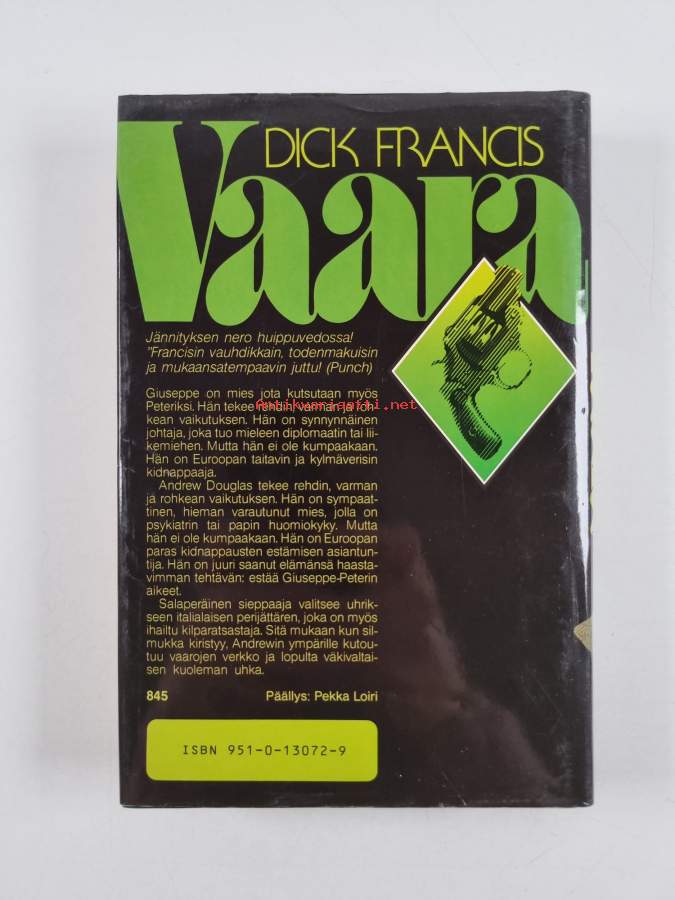 DICK FRANCIS
Vaara
Jännityksen nero huippuvedossa!
"Francisin vauhdikkain, todenmakuisin
ja mukaansatempaavin juttu! (Punch)
Giuseppe on mies jota kutsutaan myös
Peteriksi. Hän tekee rehdin varman ja roh-
kean vaikutuksen. Hän on synnynnäinen
johtaja, joka tuo mieleen diplomaatin tai lii-
kemiehen. Mutta hän ei ole kumpaakaan.
Hän on Euroopan taitavin ja kylmäverisin
kidnappaaja.
Andrew Douglas tekee rehdin, varman
ja rohkean vaikutuksen. Hän on sympaat-
tinen, hieman varautunut mies, jolla on
psykiatrin tai papin huomiokyky. Mutta
hän ei ole kumpaakaan. Hän on Euroopan
paras kidnappausten estämisen asiantun-
tija. Hän on juuri saanut elämänsä haasta-
vimman tehtävän: estää Giuseppe-Peterin
aikeet.
Salaperäinen sieppaaja valitsee uhrik-
seen italialaisen perijättären, joka on myös
ihailtu kilparatsastaja. Sitä mukaan kun sil-
mukka kiristyy, Andrewin ympärille kutou-
tuu vaarojen verkko ja lopulta väkivaltai-
sen kuoleman uhka.
845 Päällys: Pekka Loiri
ISBN 951-0-13072-9
Antikvariaatti.net